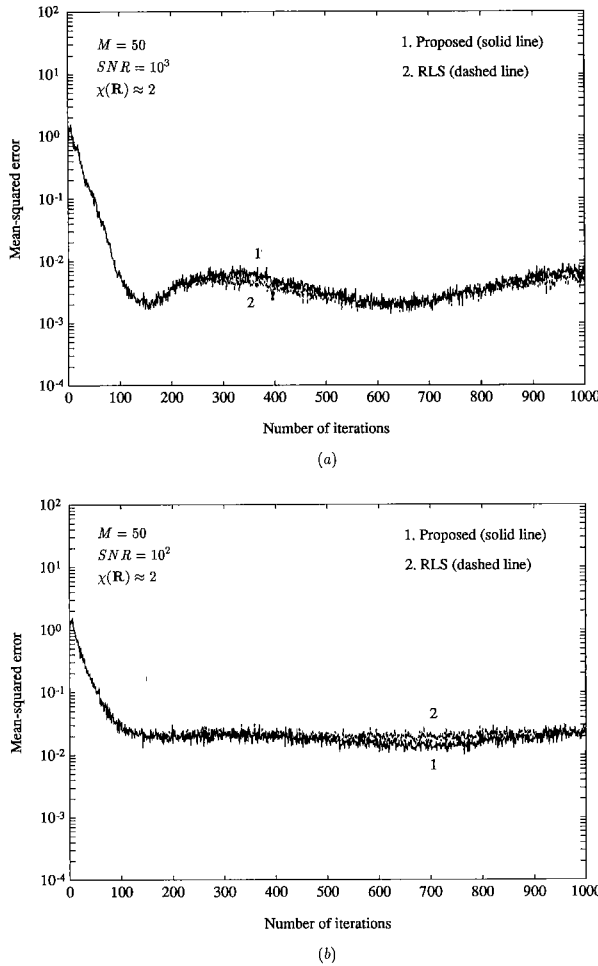 10^2
10^1
10^0
10^-1
10^-2
10^-3
10^-4
Mean-squared error
M = 50
SNR = 10^3
χ(R) ≈ 2
1. Proposed (solid line)
2. RLS (dashed line)
1
2
0 100 200 300 400 500 600 700 800 900 1000
Number of iterations
(a)
10^2
10^1
10^0
10^-1
10^-2
10^-3
10^-4
Mean-squared error
M = 50
SNR = 10^2
χ(R) ≈ 2
1. Proposed (solid line)
2. RLS (dashed line)
2
1
0 100 200 300 400 500 600 700 800 900 1000
Number of iterations
(b)